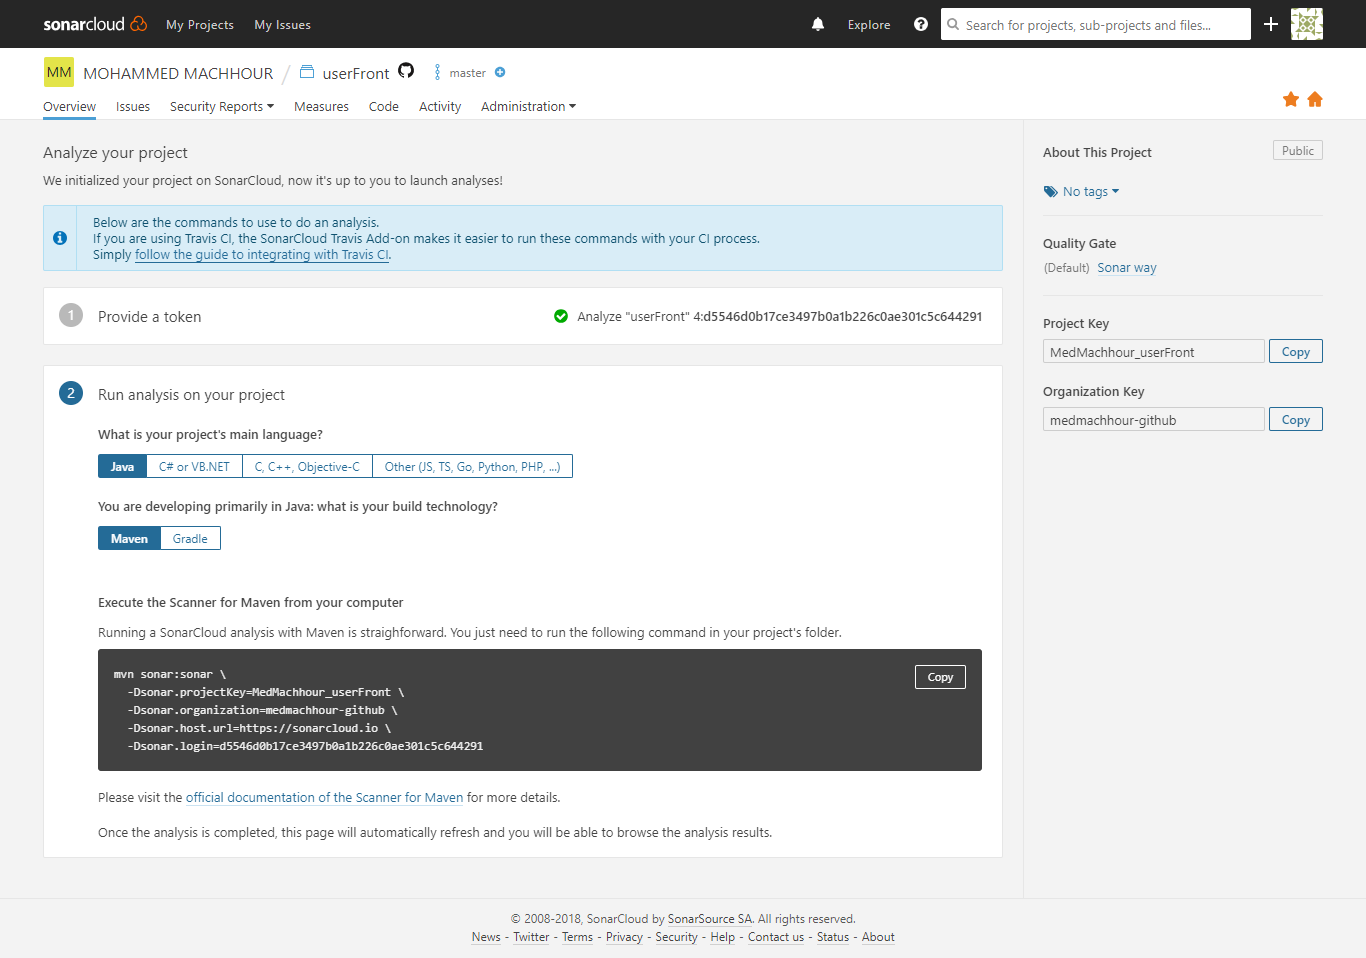 sonarcloud My Projects My Issues Explore Search for projects, sub-projects and files...
MM MOHAMMED MACHHOUR / userFront master
Overview Issues Security Reports Measures Code Activity Administration
Analyze your project
We initialized your project on SonarCloud, now it's up to you to launch analyses!
Below are the commands to use to do an analysis.
If you are using Travis CI, the SonarCloud Travis Add-on makes it easier to run these commands with your CI process.
Simply follow the guide to integrating with Travis CI.
1 Provide a token Analyze "userFront" 4:d5546d0b17ce3497b0a1b226c0ae301c5c644291
2 Run analysis on your project
What is your project's main language?
Java C# or VB.NET C, C++, Objective-C Other (JS, TS, Go, Python, PHP, ...)
You are developing primarily in Java: what is your build technology?
Maven Gradle
Execute the Scanner for Maven from your computer
Running a SonarCloud analysis with Maven is straighforward. You just need to run the following command in your project's folder.
mvn sonar:sonar \
-Dsonar.projectKey=MedMachhour_userFront \
-Dsonar.organization=medmachhour-github \
-Dsonar.host.url=https://sonarcloud.io \
-Dsonar.login=d5546d0b17ce3497b0a1b226c0ae301c5c644291
Copy
Please visit the official documentation of the Scanner for Maven for more details.
Once the analysis is completed, this page will automatically refresh and you will be able to browse the analysis results.
About This Project Public
No tags
Quality Gate
(Default) Sonar way
Project Key
MedMachhour_userFront Copy
Organization Key
medmachhour-github Copy
© 2008-2018, SonarCloud by SonarSource SA. All rights reserved.
News - Twitter - Terms - Privacy - Security - Help - Contact us - Status - About